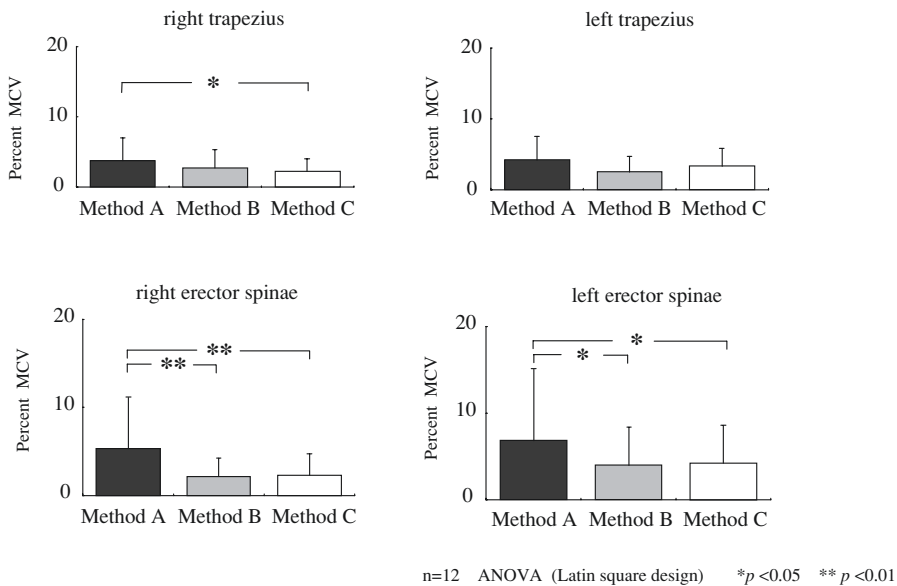 right trapezius
Percent MCV
20
10
0
*
Method A Method B Method C
left trapezius
Percent MCV
20
10
0
Method A Method B Method C
right erector spinae
Percent MCV
20
10
0
**
**
Method A Method B Method C
left erector spinae
Percent MCV
20
10
0
*
*
Method A Method B Method C
n=12 ANOVA (Latin square design) *p <0.05 ** p <0.01